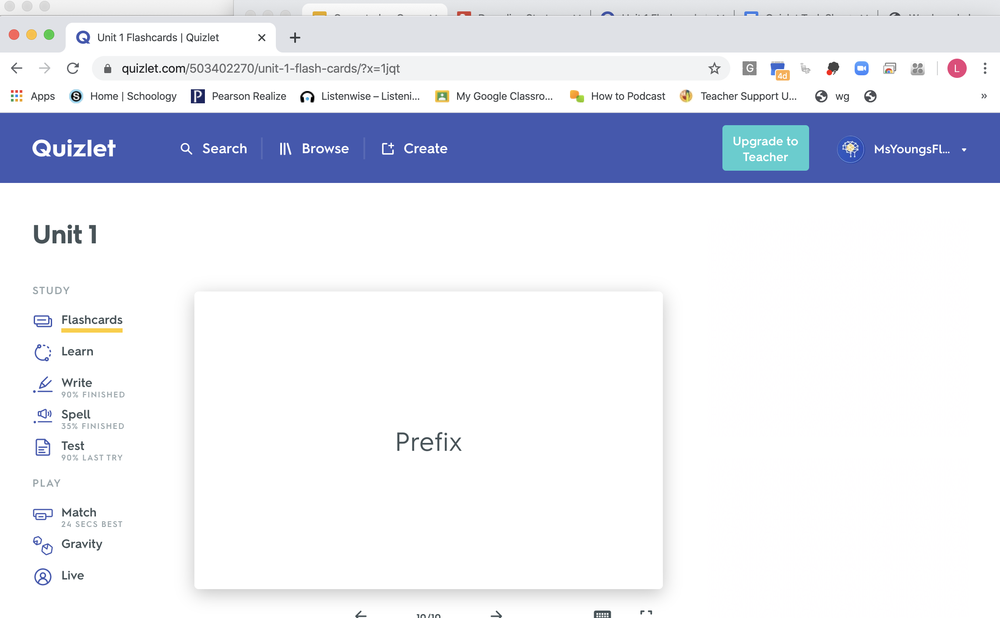 Unit 1 Flashcards | Quizlet
quizlet.com/503402270/unit-1-flash-cards/?x=1jqt
G
4d
L
Apps
S
Home | Schoology
P
Pearson Realize
Listenwise – Listeni...
My Google Classro...
How to Podcast
Teacher Support U...
wg
»
Quizlet
Search
Browse
Create
Upgrade to
Teacher
MsYoungsFl...
Unit 1
STUDY
Flashcards
Learn
Write
90% FINISHED
Spell
35% FINISHED
Test
90% LAST TRY
PLAY
Match
24 SECS BEST
Gravity
Live
Prefix
10/10